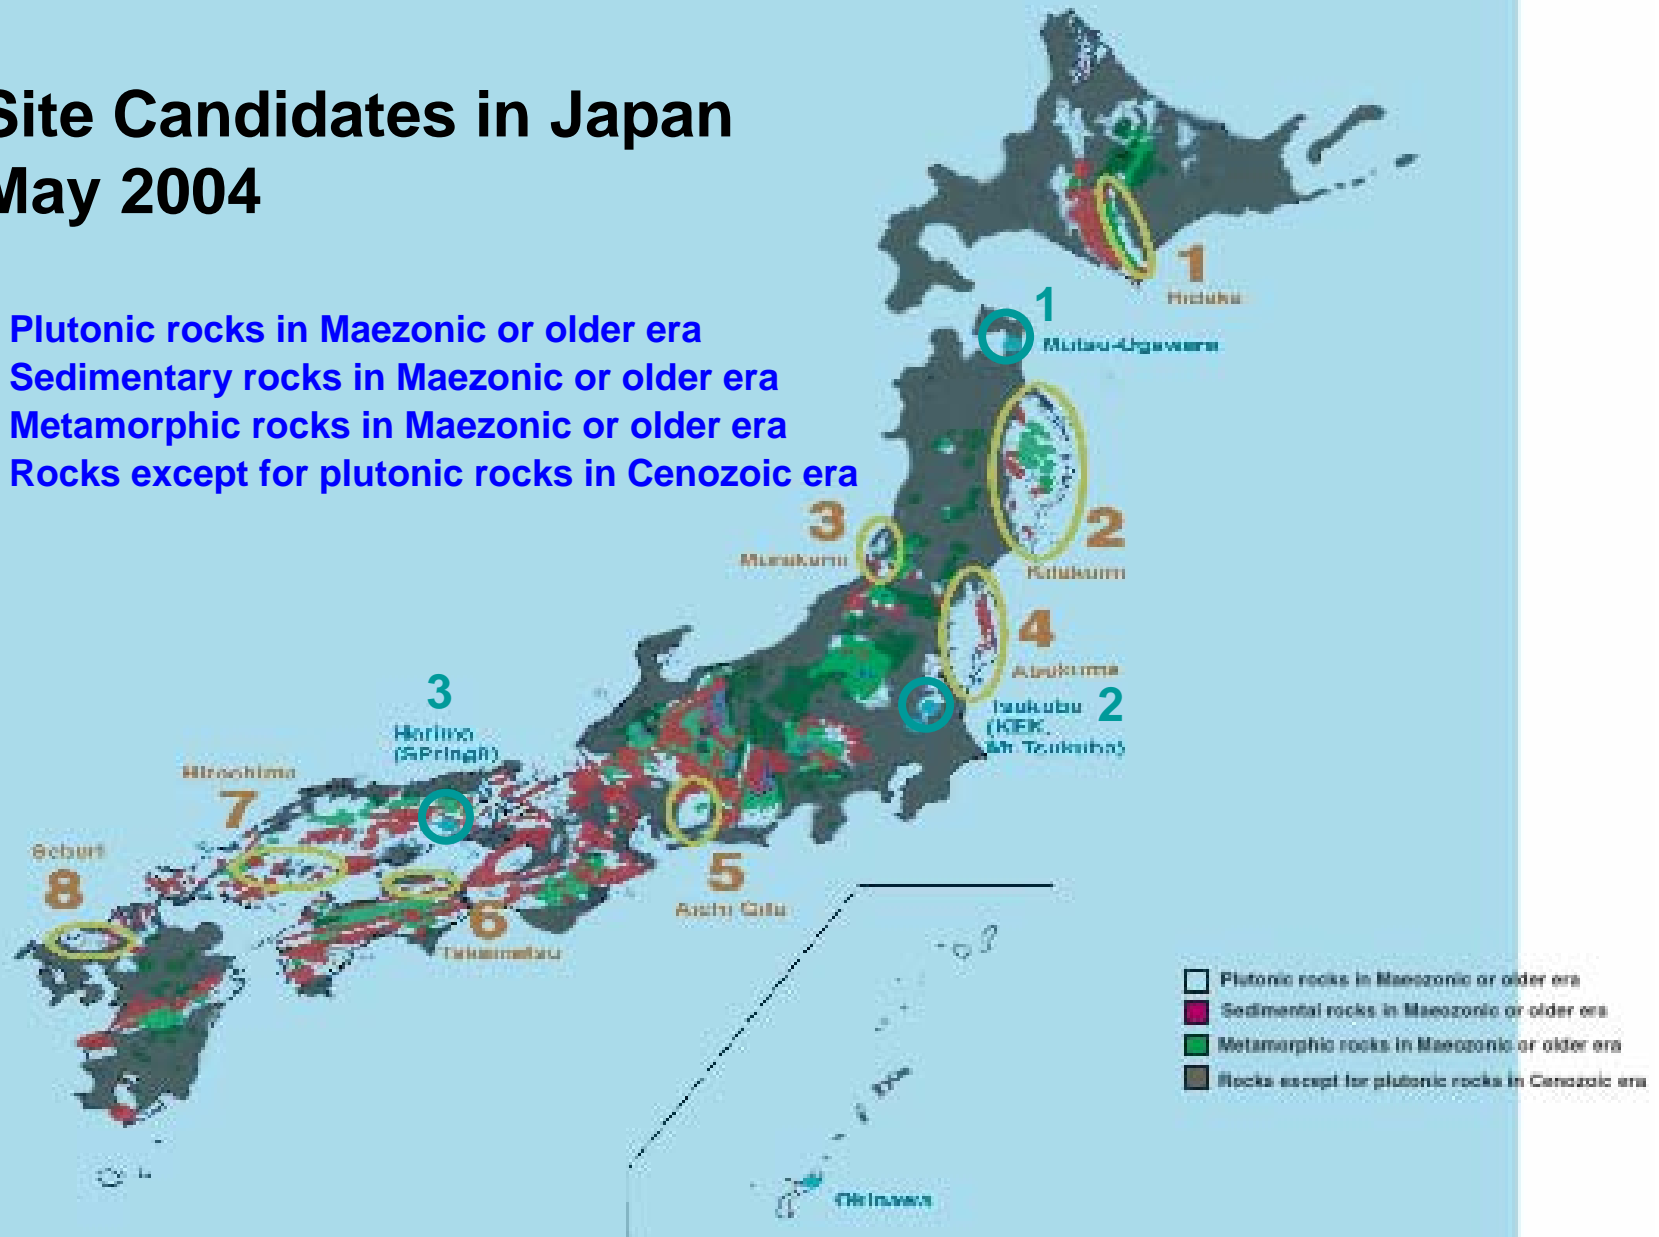 Site Candidates in Japan
May 2004
Plutonic rocks in Maezonic or older era
Sedimentary rocks in Maezonic or older era
Metamorphic rocks in Maezonic or older era
Rocks except for plutonic rocks in Cenozoic era
1
Hidaka
1
Mutsu-Ogawara
3
Murakami
2
Kitakami
4
Abukuma
Tsukuba 2
(KEK,
Mt. Tsukuba)
3
Harima
(SPring8)
Hiroshima
7
Seburi
8
5
Aichi Gifu
6
Takamatsu
Plutonic rocks in Maeozonic or older era
Sedimental rocks in Maeozonic or older era
Metamorphic rocks in Maeozonic or older era
Rocks except for plutonic rocks in Cenozoic era
Okinawa